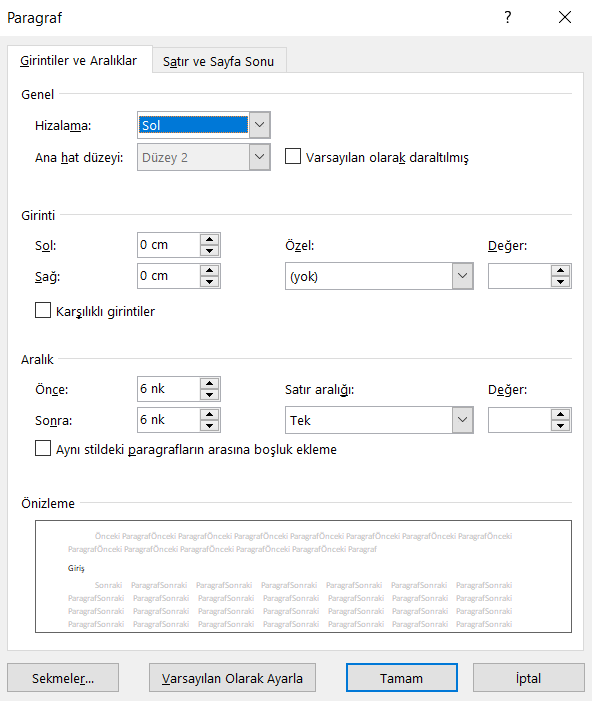 Paragraf
?
Girintiler ve Aralıklar
Satır ve Sayfa Sonu
Genel
Hizalama: Sol
Ana hat düzeyi: Düzey 2 Varsayılan olarak daraltılmış
Girinti
Sol: 0 cm Özel: Değer:
Sağ: 0 cm (yok)
Karşılıklı girintiler
Aralık
Önce: 6 nk Satır aralığı: Değer:
Sonra: 6 nk Tek
Aynı stildeki paragrafların arasına boşluk ekleme
Önizleme
Önceki ParagrafÖnceki ParagrafÖnceki ParagrafÖnceki ParagrafÖnceki ParagrafÖnceki ParagrafÖnceki
ParagrafÖnceki ParagrafÖnceki ParagrafÖnceki ParagrafÖnceki ParagrafÖnceki Paragraf
Giriş
Sonraki ParagrafSonraki ParagrafSonraki ParagrafSonraki ParagrafSonraki ParagrafSonraki ParagrafSonraki
ParagrafSonraki ParagrafSonraki ParagrafSonraki ParagrafSonraki ParagrafSonraki ParagrafSonraki ParagrafSonraki
ParagrafSonraki ParagrafSonraki ParagrafSonraki ParagrafSonraki ParagrafSonraki ParagrafSonraki ParagrafSonraki
ParagrafSonraki ParagrafSonraki ParagrafSonraki ParagrafSonraki ParagrafSonraki ParagrafSonraki ParagrafSonraki
Sekmeler... Varsayılan Olarak Ayarla Tamam İptal